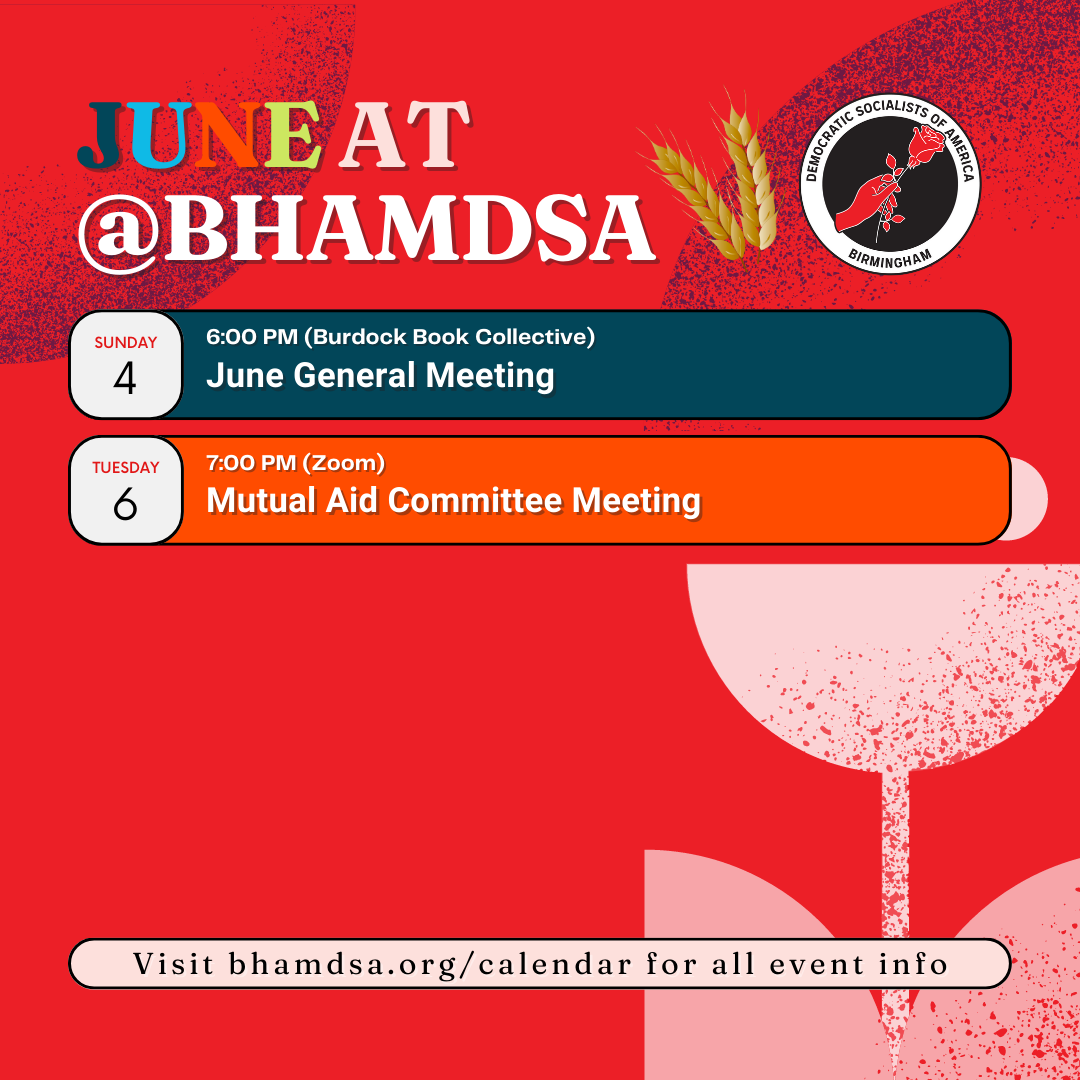 JUNE AT
@BHAMDSA
DEMOCRATIC SOCIALISTS OF AMERICA
BIRMINGHAM
SUNDAY
4
6:00 PM (Burdock Book Collective)
June General Meeting
TUESDAY
6
7:00 PM (Zoom)
Mutual Aid Committee Meeting
Visit bhamdsa.org/calendar for all event info